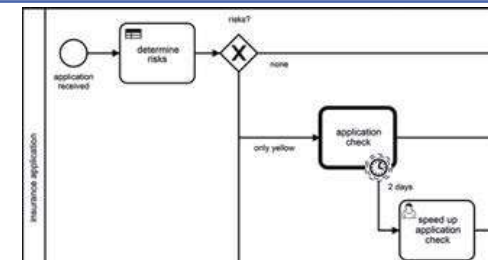 risks?
determine
risks
application
received
none
insurance application
only yellow
application
check
2 days
speed up
application
check